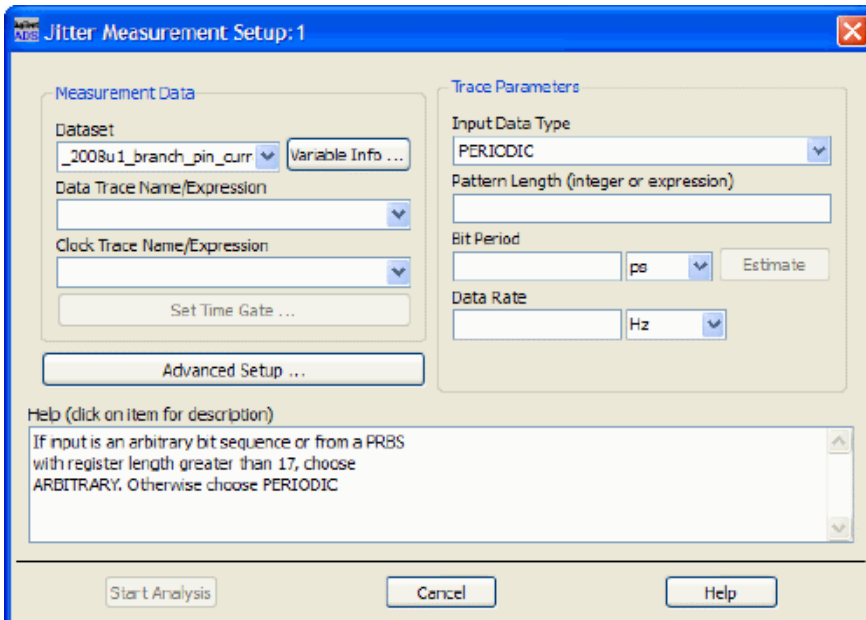 ADS Jitter Measurement Setup:1
Measurement Data
Dataset
_2008u1_branch_pin_curr Variable Info ...
Data Trace Name/Expression
Clock Trace Name/Expression
Set Time Gate ...
Advanced Setup ...
Trace Parameters
Input Data Type
PERIODIC
Pattern Length (integer or expression)
Bit Period
ps Estimate
Data Rate
Hz
Help (click on item for description)
If input is an arbitrary bit sequence or from a PRBS
with register length greater than 17, choose
ARBITRARY. Otherwise choose PERIODIC
Start Analysis Cancel Help